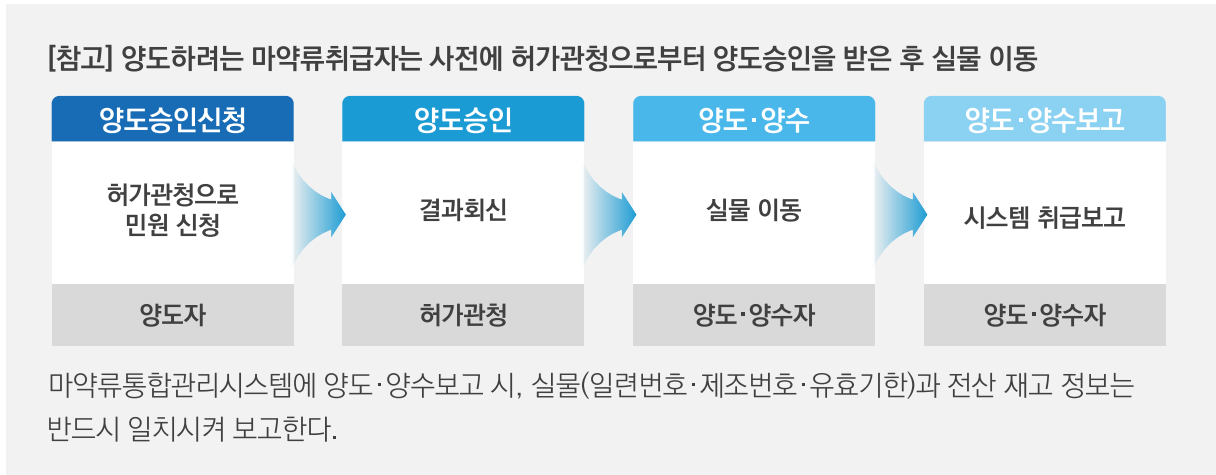 [참고] 양도하려는 마약류취급자는 사전에 허가관청으로부터 양도승인을 받은 후 실물 이동
양도승인신청
허가관청으로
민원 신청
양도자
양도승인
결과회신
허가관청
양도·양수
실물 이동
양도·양수자
양도·양수보고
시스템 취급보고
양도·양수자
마약류통합관리시스템에 양도·양수보고 시, 실물(일련번호·제조번호·유효기한)과 전산 재고 정보는
반드시 일치시켜 보고한다.